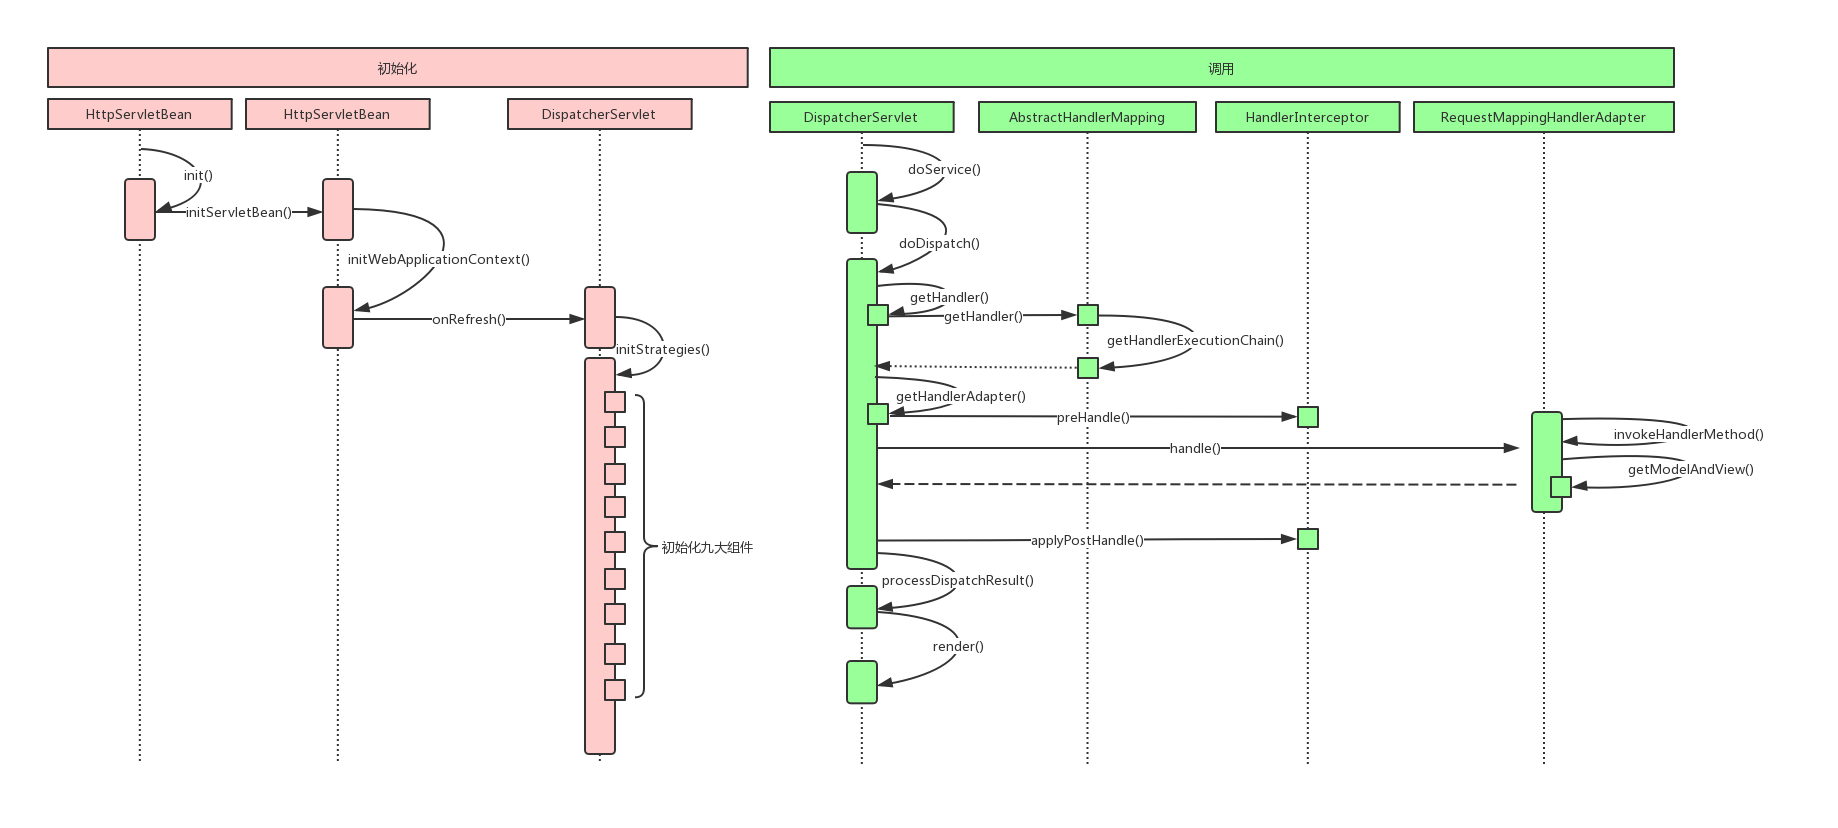 初始化
HttpServletBean
HttpServletBean
DispatcherServlet
init()
initServletBean()
initWebApplicationContext()
onRefresh()
initStrategies()
初始化九大组件
调用
DispatcherServlet
AbstractHandlerMapping
HandlerInterceptor
RequestMappingHandlerAdapter
doService()
doDispatch()
getHandler()
getHandler()
getHandlerExecutionChain()
getHandlerAdapter()
preHandle()
invokeHandlerMethod()
handle()
getModelAndView()
applyPostHandle()
processDispatchResult()
render()